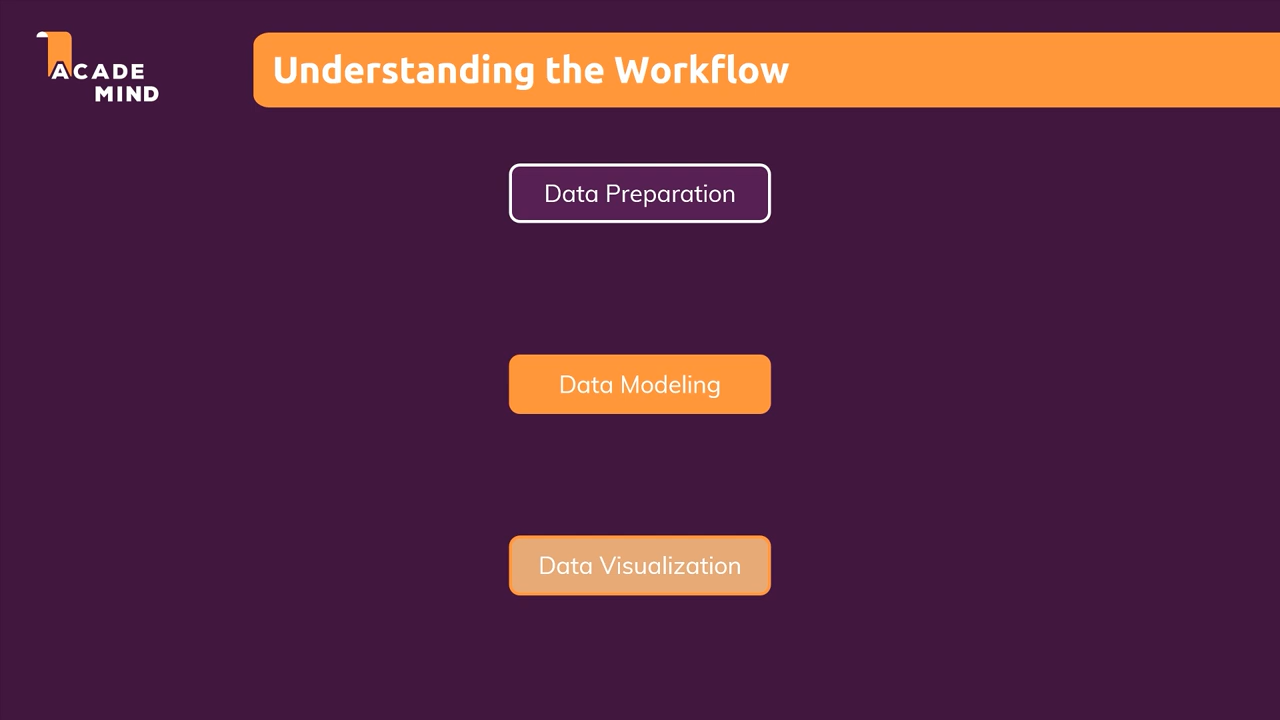 ACADE
MIND
Understanding the Workflow
Data Preparation
Data Modeling
Data Visualization